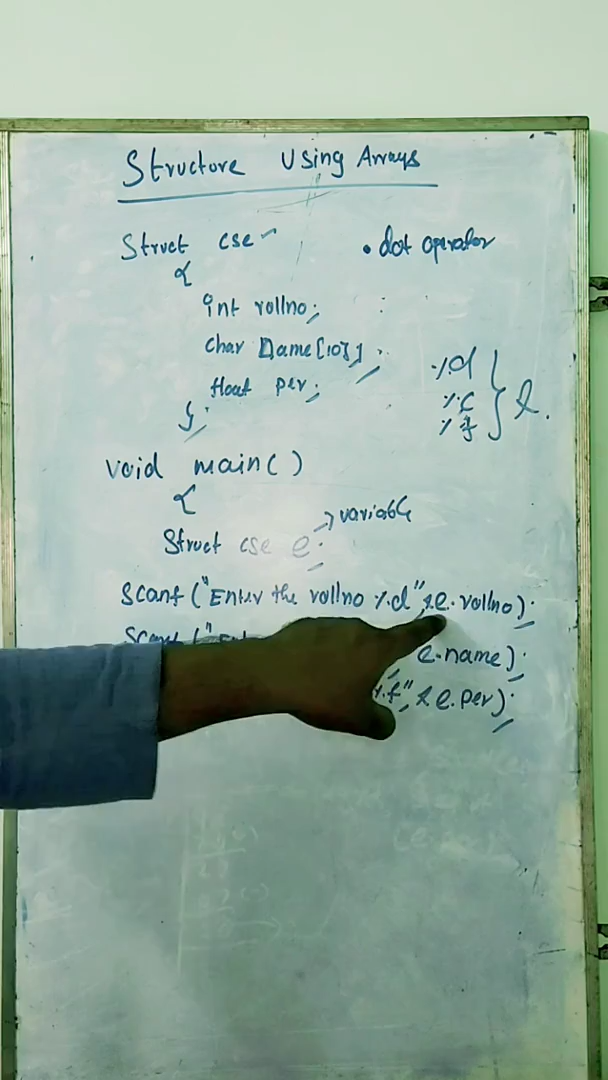 Structure Using Arrays
Struct cse • dot operator
{
int rollno;
char name[10];
float per;
};
%d
%c
%f } &.
void main()
{
→ variable
Struct cse e;
Scanf ("Enter the rollno %d", &e.rollno);
Scanf ("
e.name);
%f", & e.per);